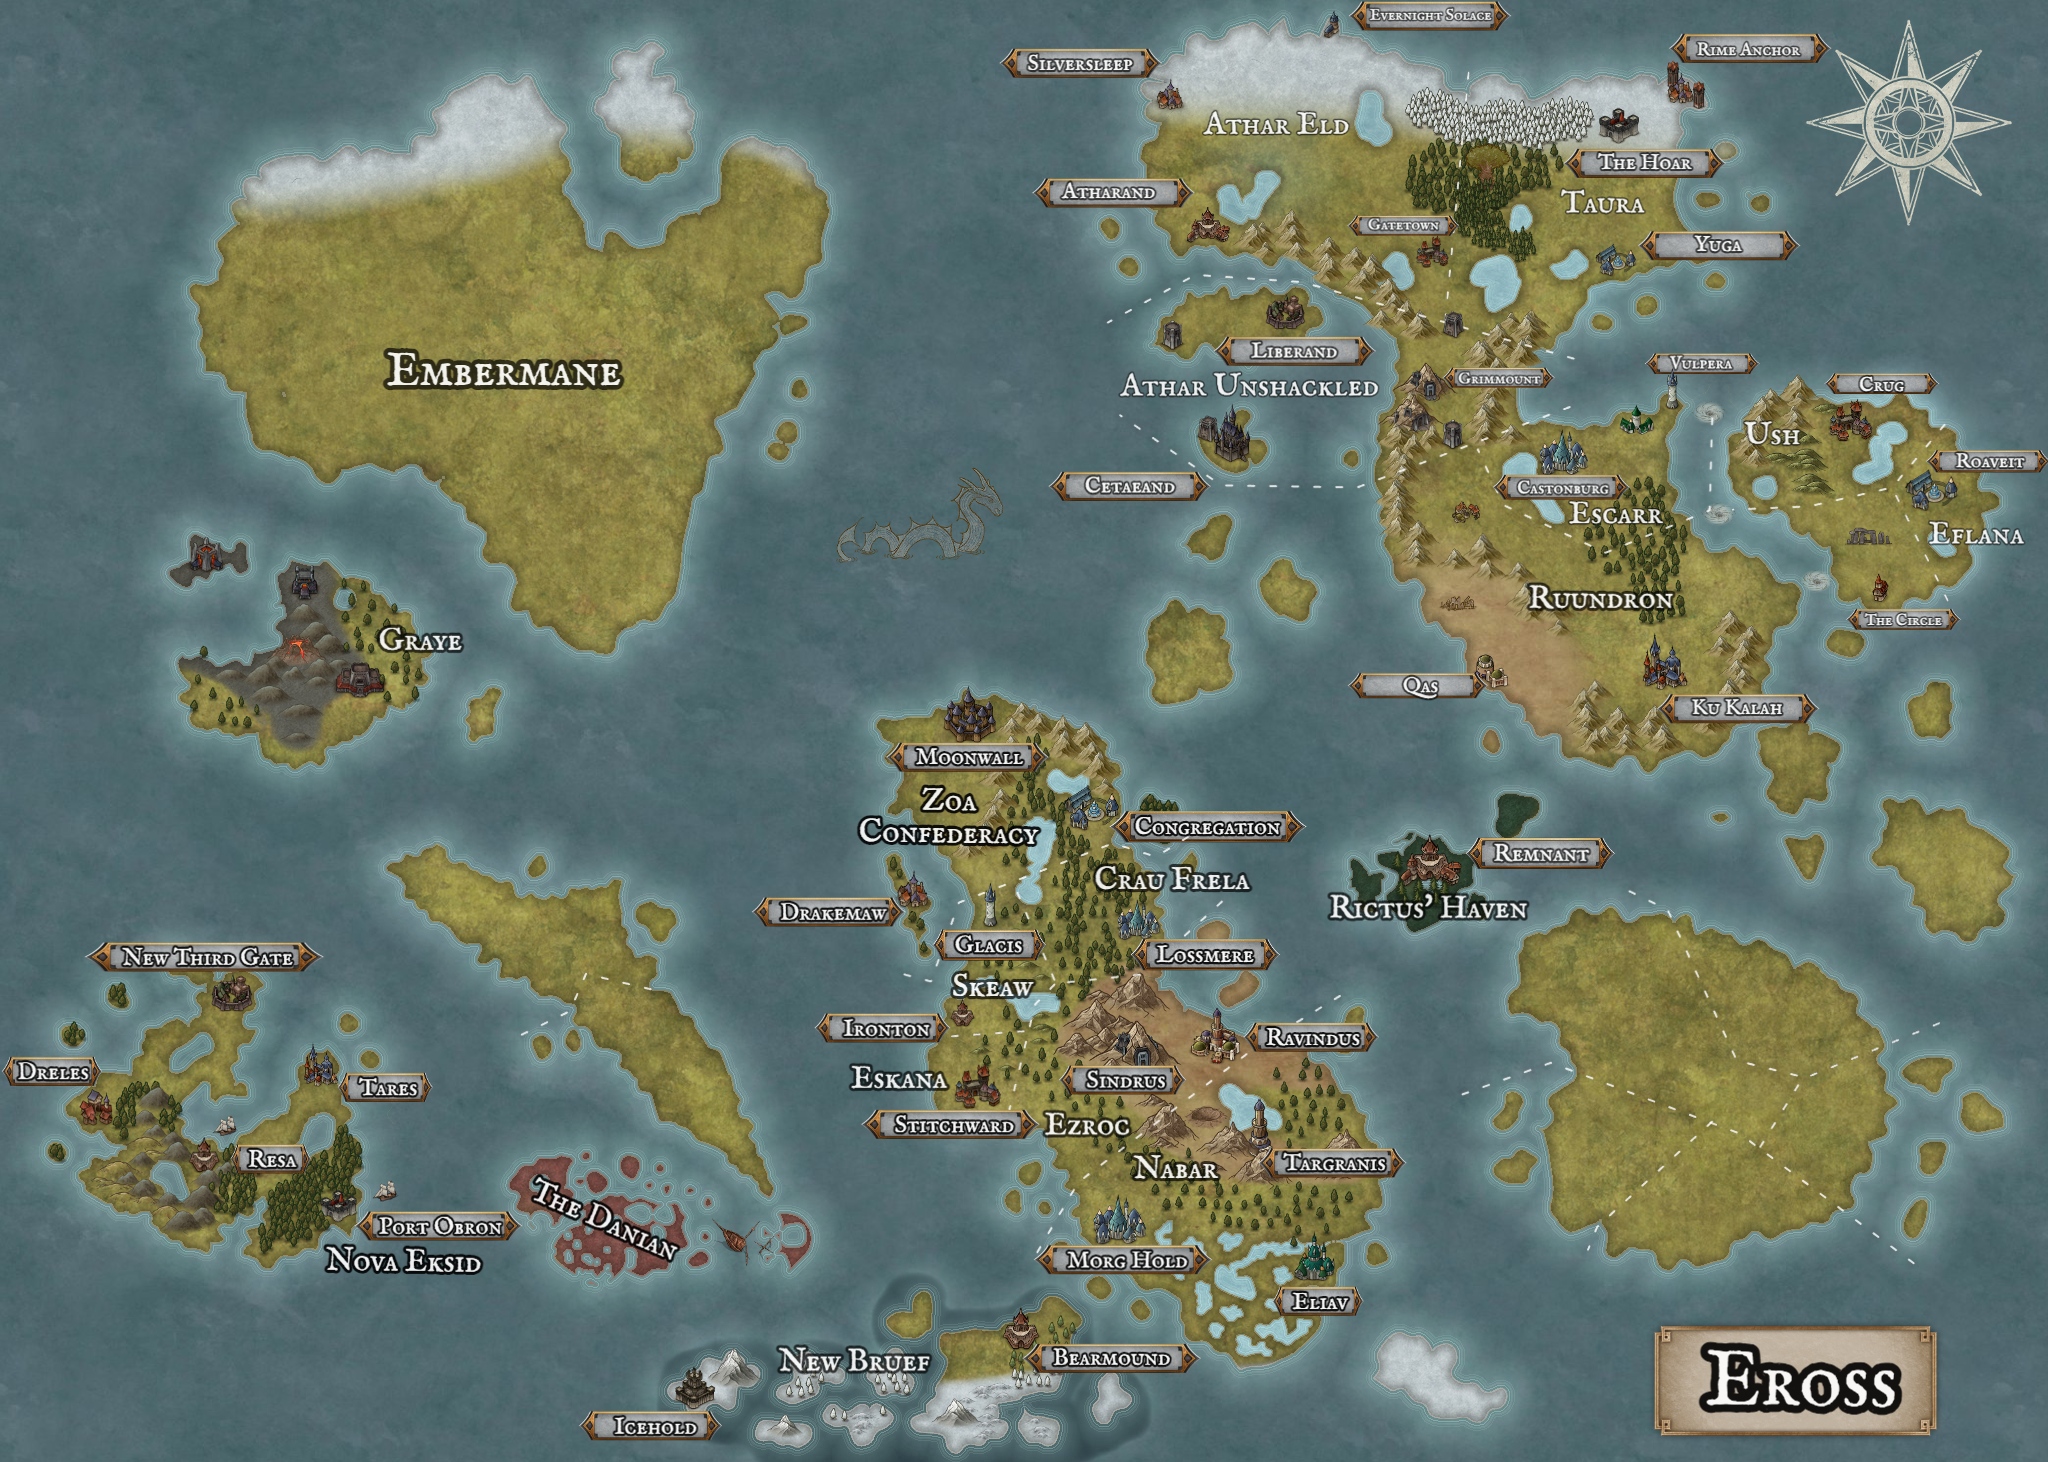 Evernight Solace
Silversleep
Rime Anchor
Athar Eld
The Hoar
Atharand
Taura
Gatetown
Yuga
Liberand
Athar Unshackled
Embermane
Grimmount
Vulpera
Crug
Ush
Roaveit
Cetaeand
Castonburg
Escarr
Eflana
Ruundron
The Circle
Graye
Qas
Ku Kalah
Moonwall
Zoa
Confederacy
Congregation
Remnant
Crau Frela
Rictus' Haven
Drakemaw
Glacis
Lossmere
New Third Gate
Skeaw
Ironton
Ravindus
Dreles
Tares
Eskana
Sindrus
Stitchward
Ezroc
Resa
Nabar
Targranis
The Danian
Port Obron
Nova Eksid
Morg Hold
Eliav
New Bruef
Bearmound
Icehold
Eross